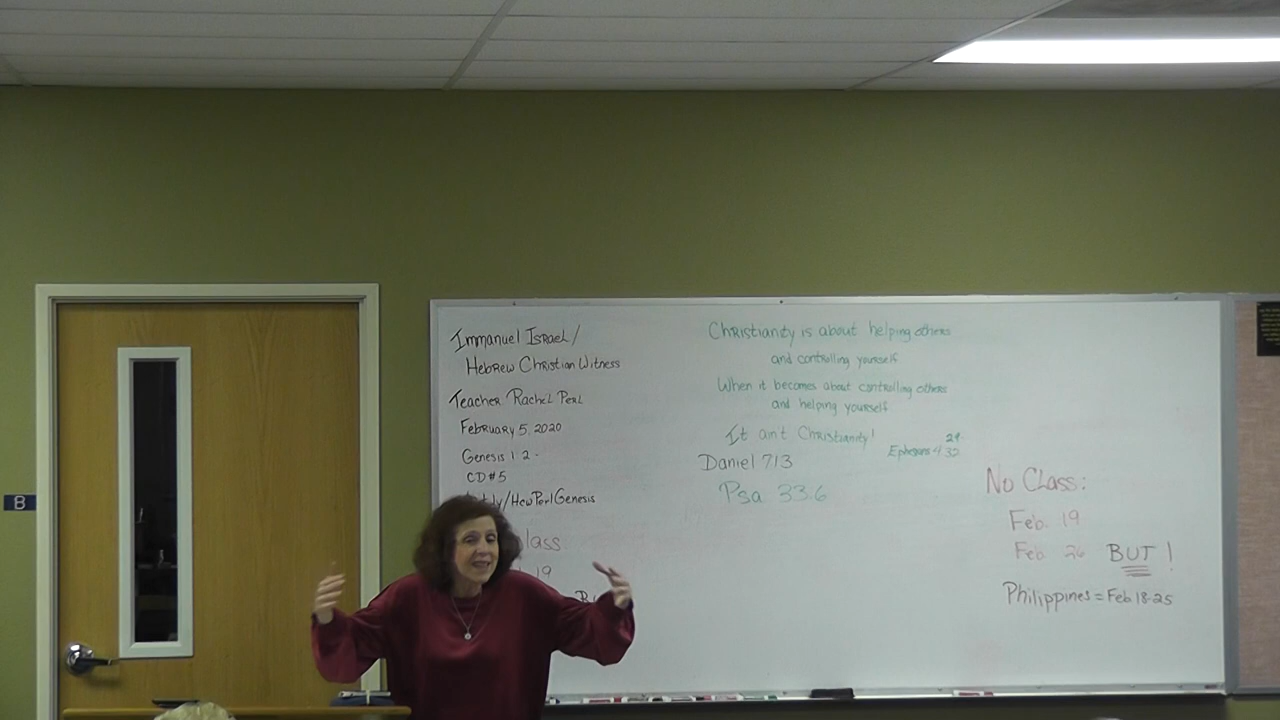 B
Immanuel Israel/
Hebrew Christian Witness
Teacher Rachel Perl
February 5, 2020
Genesis 1-2-
CD#5
/HcwPerlGenesis
lass
19
Christianity is about helping others
and controlling yourself
When it becomes about controlling others
and helping yourself
It ain't Christianity!
Ephesians 4 29-
32
Daniel 7:13
Psa 33:6
No Class:
Feb. 19
Feb. 26 BUT!
Philippines = Feb 18-25